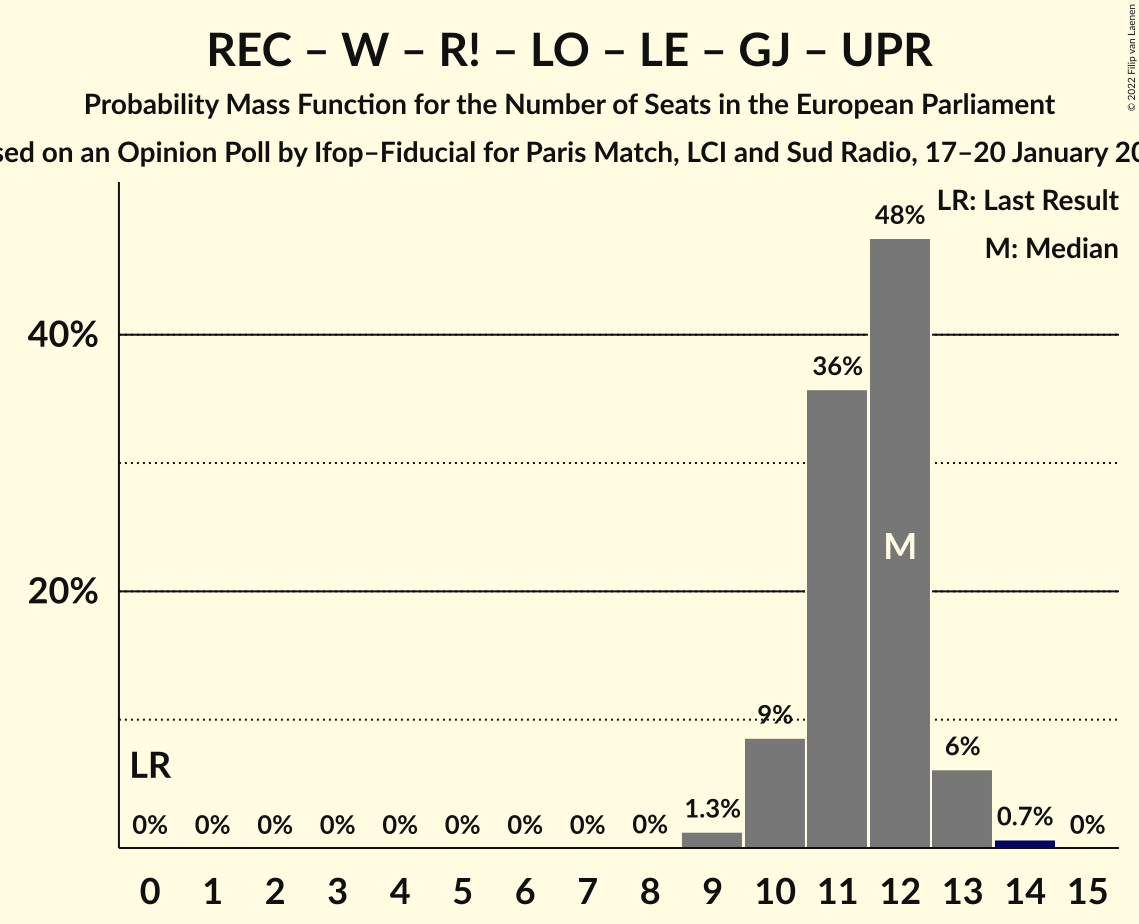 REC – W – R! – LO – LE – GJ – UPR
Probability Mass Function for the Number of Seats in the European Parliament
sed on an Opinion Poll by Ifop–Fiducial for Paris Match, LCI and Sud Radio, 17–20 January 20
© 2022 Filip van Laenen
LR: Last Result
M: Median
48%
40%
36%
M
20%
9%
6%
LR
1.3%
0.7%
0% 0% 0% 0% 0% 0% 0% 0% 0% 0%
0 1 2 3 4 5 6 7 8 9 10 11 12 13 14 15